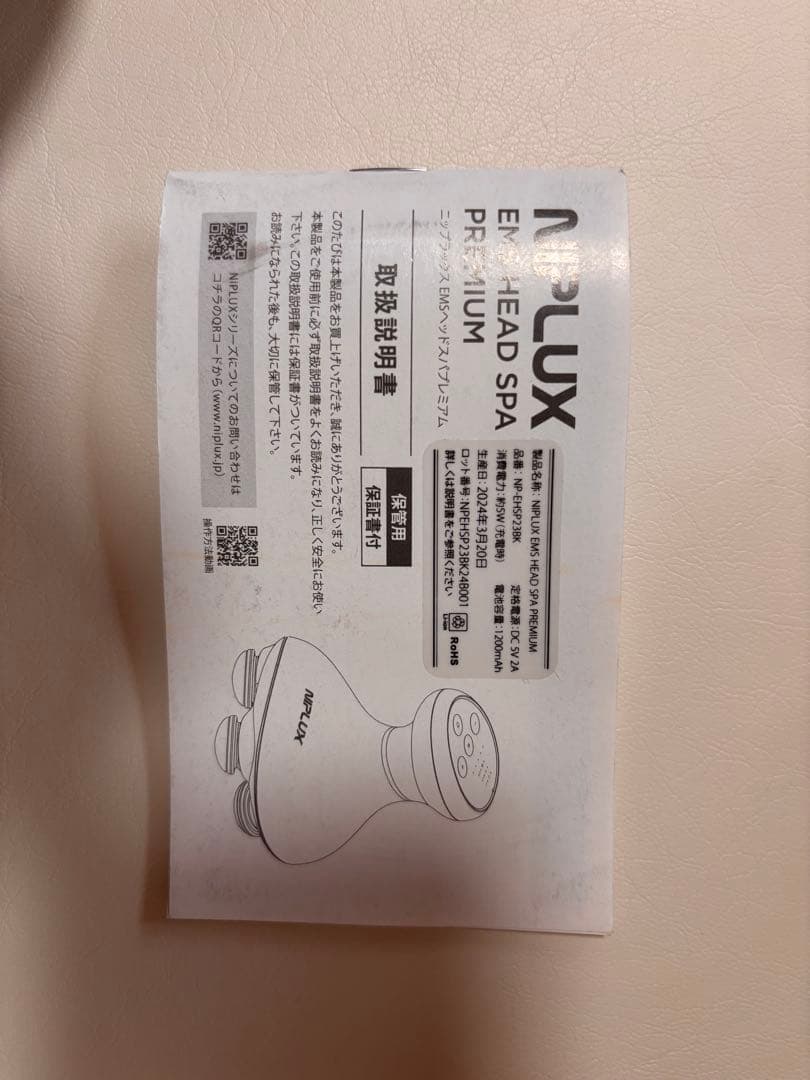 NIPLUX
EMS HEAD SPA
PREMIUM
ニップラックス EMSヘッドスパプレミアム
製品名称：NIPLUX EMS HEAD SPA PREMIUM
品番：NP-EHSP23BK 定格電源：DC 5V 2A
消費電力：約5W（充電時） 電池容量：1200mAh
生産日：2024年3月20日
ロット番号：NPEHSP23BK24B001
詳しくは説明書をご参照ください
Li-ion
RoHS
取扱説明書
保管用
保証書付
このたびは本製品をお買上げいただき、誠にありがとうございます。
本製品をご使用前に必ず取扱説明書をよくお読みになり、正しく安全にお使い
下さい。この取扱説明書には保証書がついています。
お読みになられた後も、大切に保管して下さい。
NIPLUXシリーズについてのお問い合わせは
コチラのQRコードから（www.niplux.jp）
操作方法動画
NIPLUX